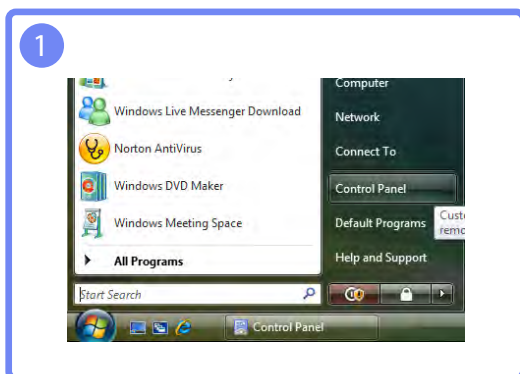 1
Computer
Windows Live Messenger Download
Network
Norton AntiVirus
Connect To
Windows DVD Maker
Control Panel
Windows Meeting Space
Default Programs
All Programs
Help and Support
Start Search
Control Panel